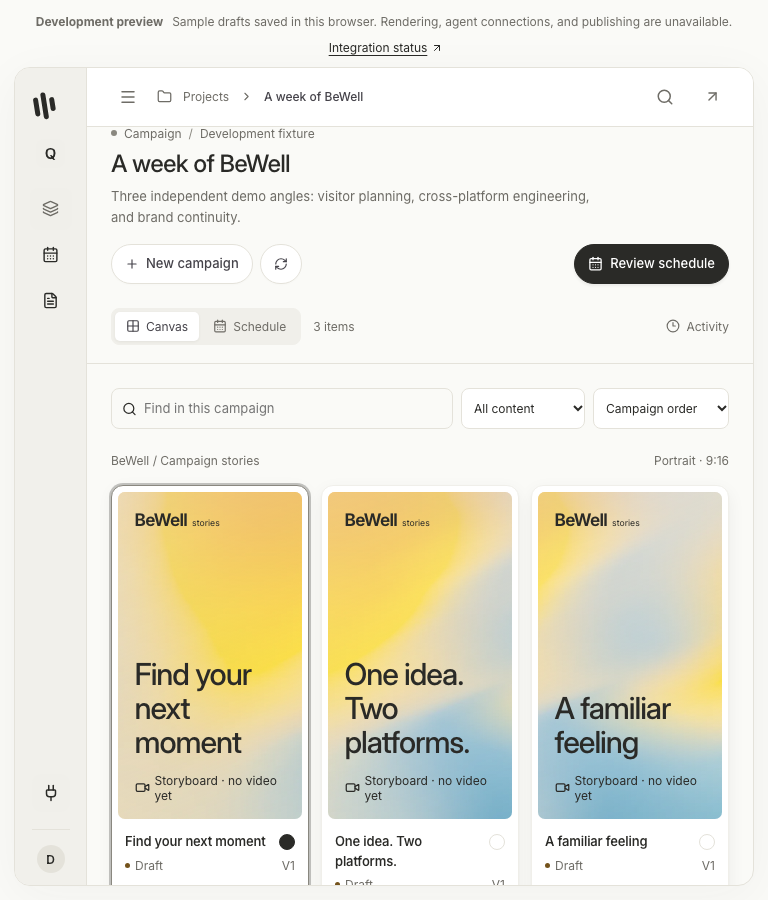 Development preview Sample drafts saved in this browser. Rendering, agent connections, and publishing are unavailable.
Integration status
Projects A week of BeWell
Q
Campaign / Development fixture
A week of BeWell
Three independent demo angles: visitor planning, cross-platform engineering,
and brand continuity.
New campaign Review schedule
Canvas Schedule 3 items Activity
Find in this campaign All content Campaign order
BeWell / Campaign stories Portrait · 9:16
BeWell stories
Find your
next
moment
Storyboard · no video
yet
Find your next moment
Draft V1
BeWell stories
One idea.
Two
platforms.
Storyboard · no video
yet
One idea. Two
platforms.
Draft V1
BeWell stories
A familiar
feeling
Storyboard · no video
yet
A familiar feeling
Draft V1
D